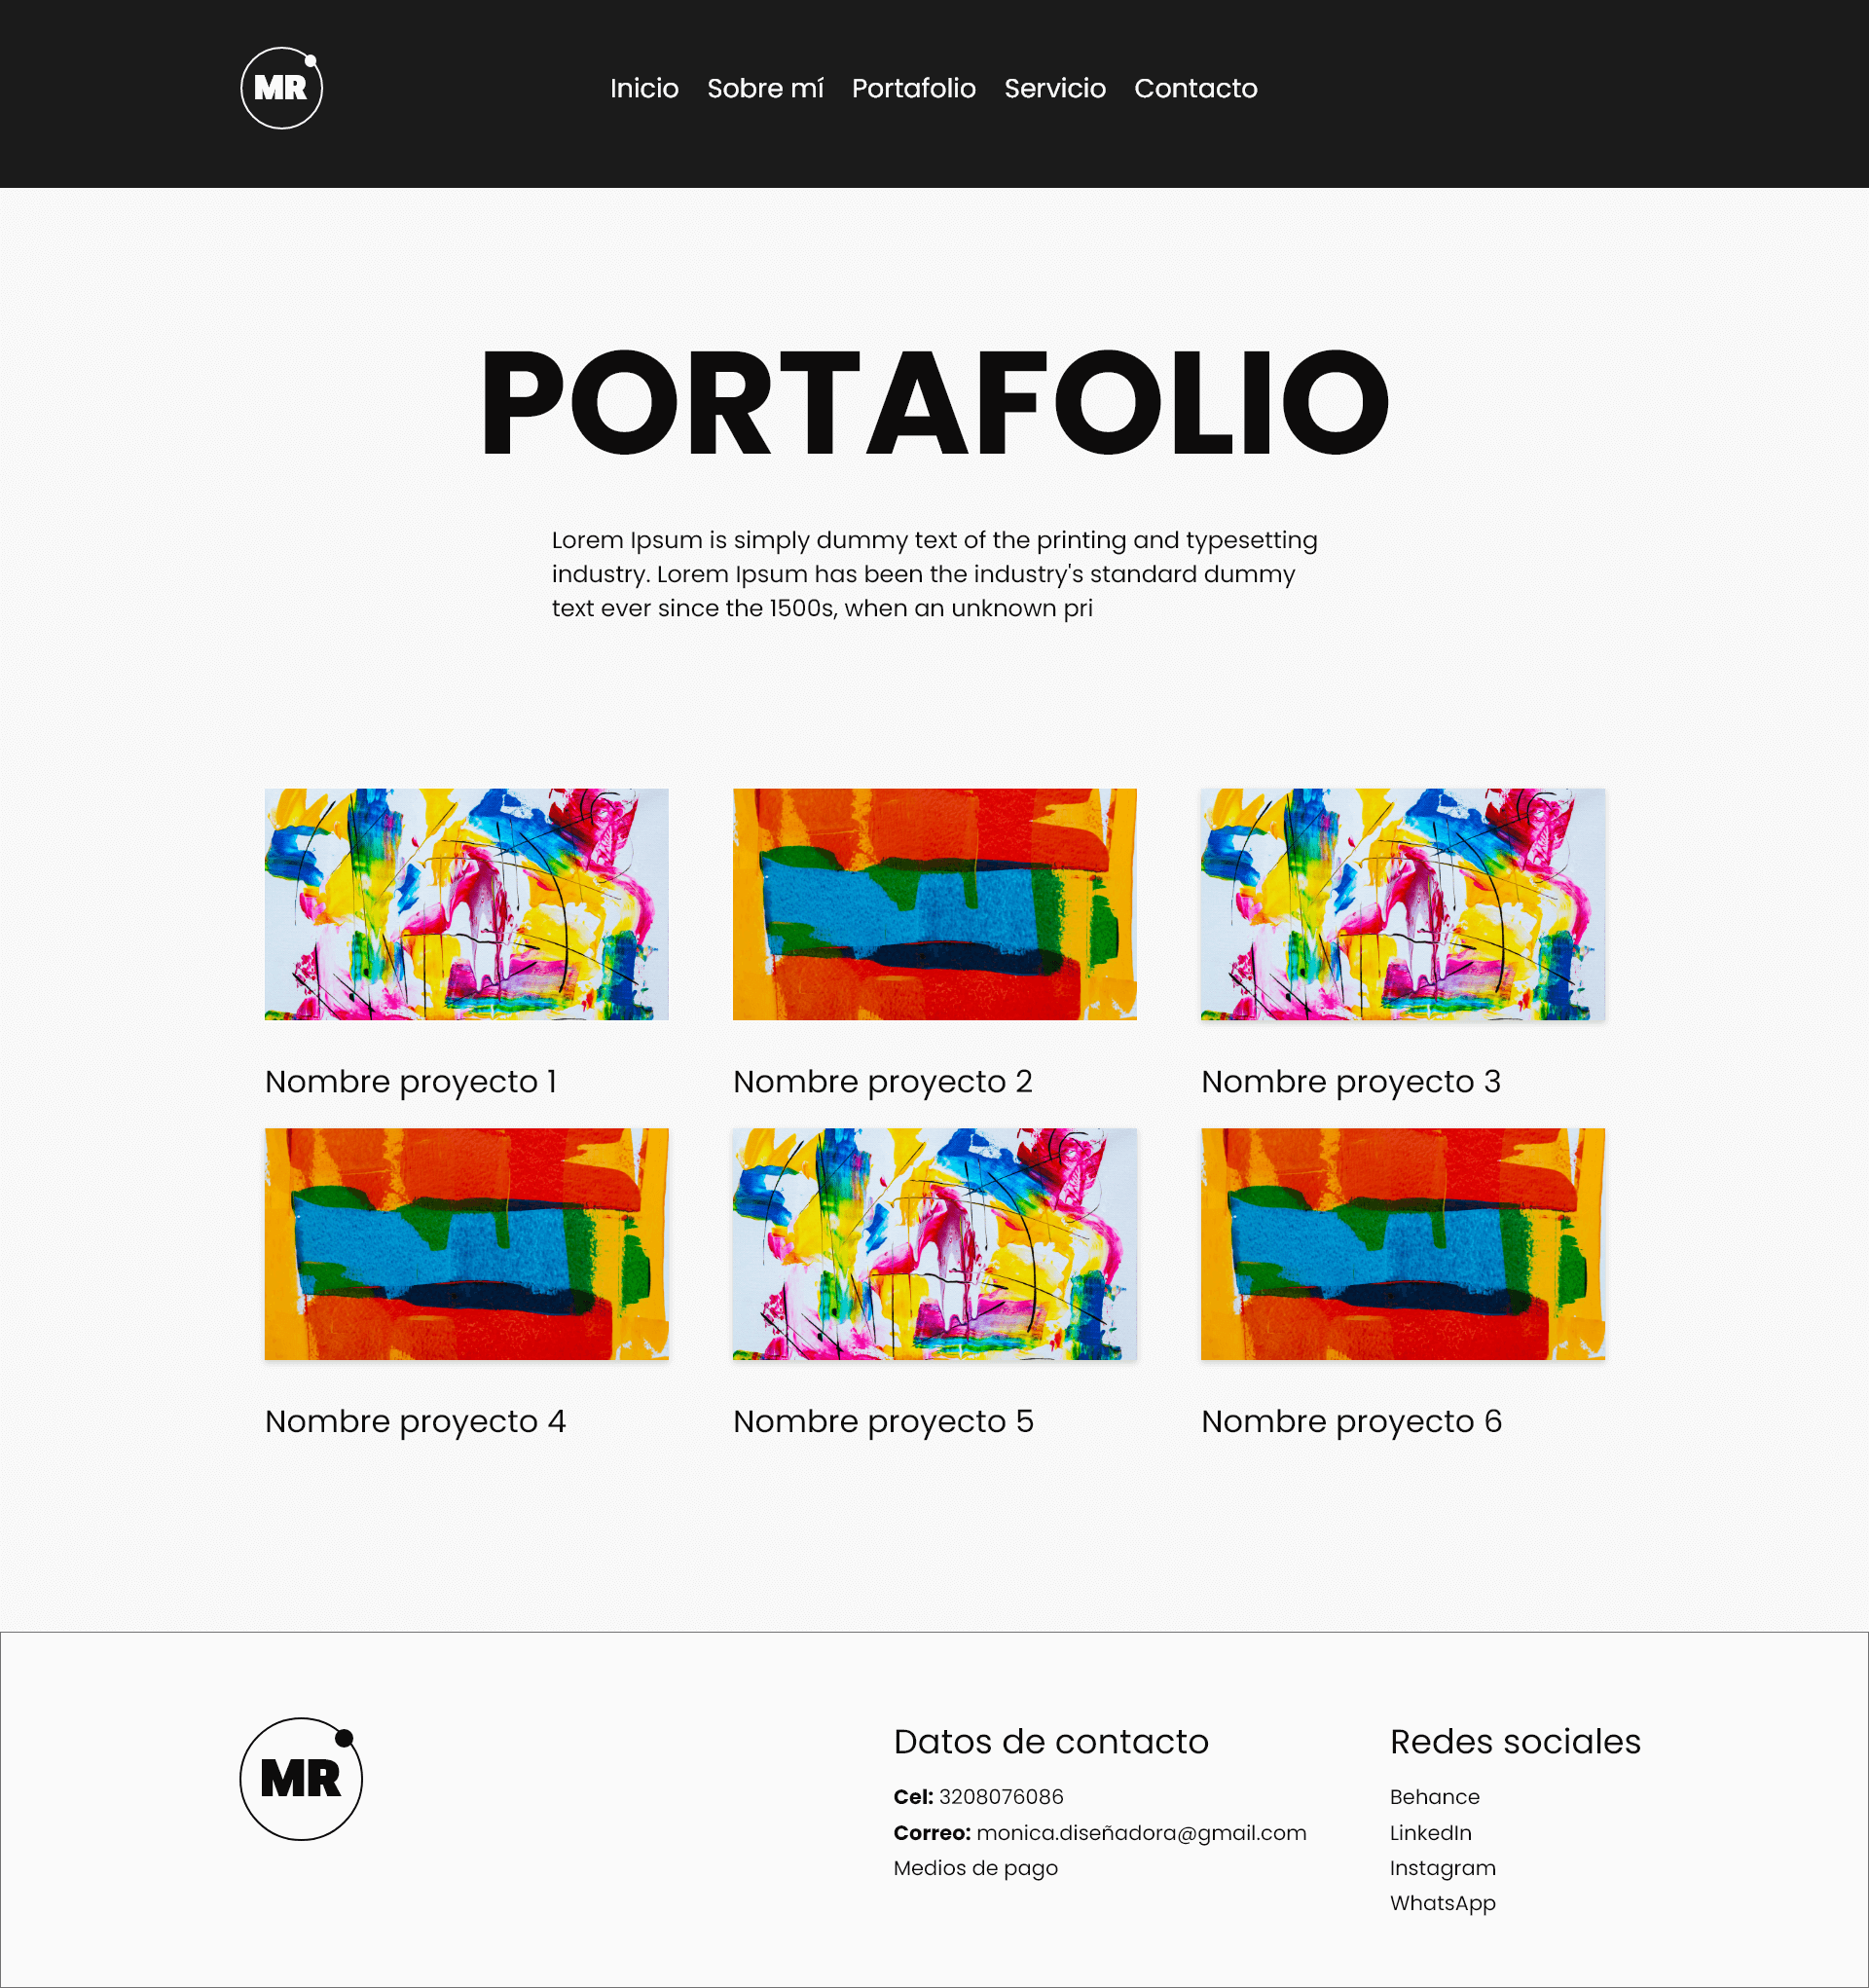 MR
Inicio Sobre mí Portafolio Servicio Contacto
PORTAFOLIO
Lorem Ipsum is simply dummy text of the printing and typesetting
industry. Lorem Ipsum has been the industry's standard dummy
text ever since the 1500s, when an unknown pri
Nombre proyecto 1
Nombre proyecto 2
Nombre proyecto 3
Nombre proyecto 4
Nombre proyecto 5
Nombre proyecto 6
MR
Datos de contacto
Cel: 3208076086
Correo: monica.diseñadora@gmail.com
Medios de pago
Redes sociales
Behance
LinkedIn
Instagram
WhatsApp